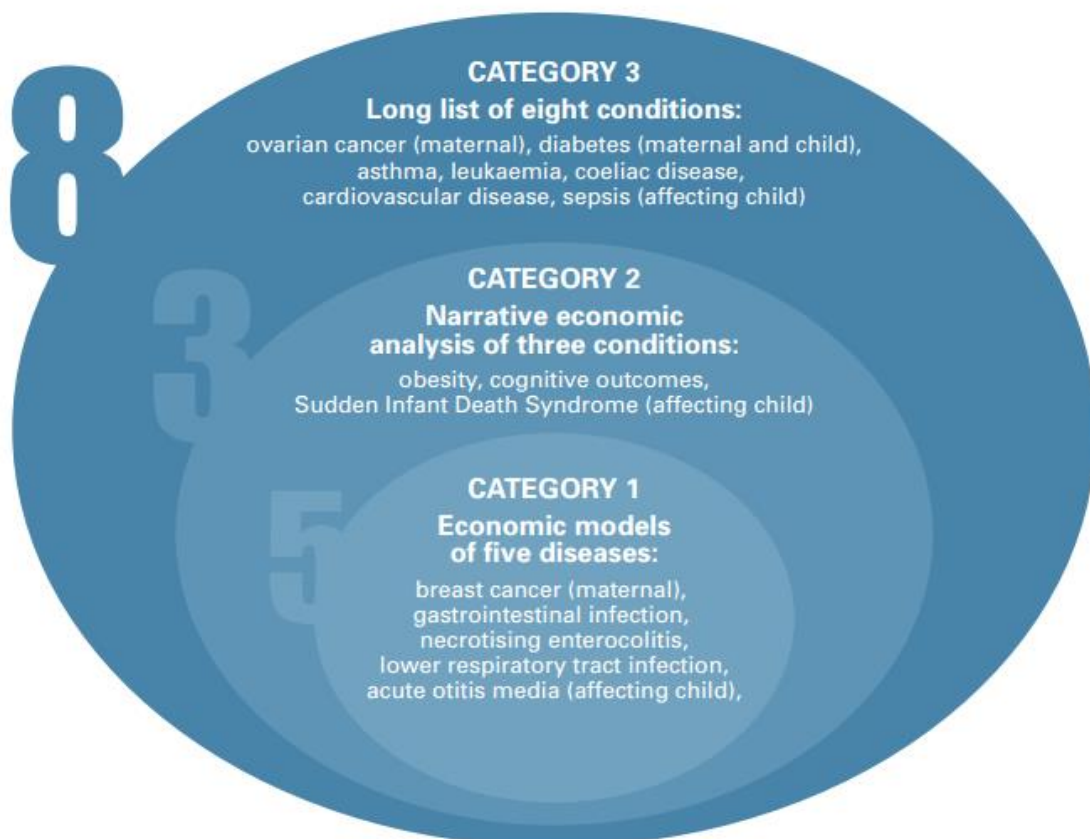 8
CATEGORY 3
Long list of eight conditions:
ovarian cancer (maternal), diabetes (maternal and child),
asthma, leukaemia, coeliac disease,
cardiovascular disease, sepsis (affecting child)
3
CATEGORY 2
Narrative economic
analysis of three conditions:
obesity, cognitive outcomes,
Sudden Infant Death Syndrome (affecting child)
5
CATEGORY 1
Economic models
of five diseases:
breast cancer (maternal),
gastrointestinal infection,
necrotising enterocolitis,
lower respiratory tract infection,
acute otitis media (affecting child),